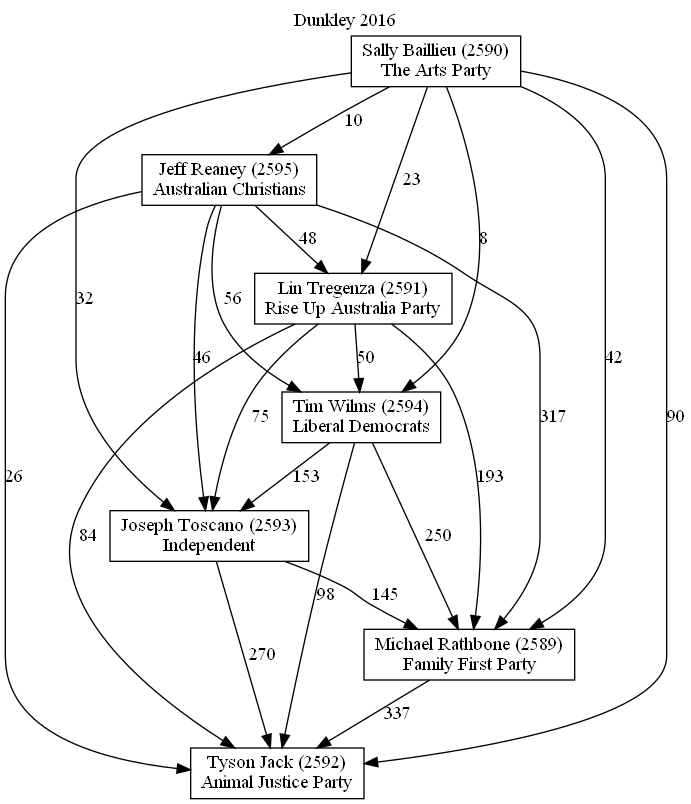 Dunkley 2016
Sally Baillieu (2590)
The Arts Party
10
Jeff Reaney (2595)
Australian Christians
23
48
8
Lin Tregenza (2591)
Rise Up Australia Party
32
56
46
50
42
Tim Wilms (2594)
Liberal Democrats
75
317
90
26
153
193
Joseph Toscano (2593)
Independent
84
250
98
145
Michael Rathbone (2589)
Family First Party
270
337
Tyson Jack (2592)
Animal Justice Party